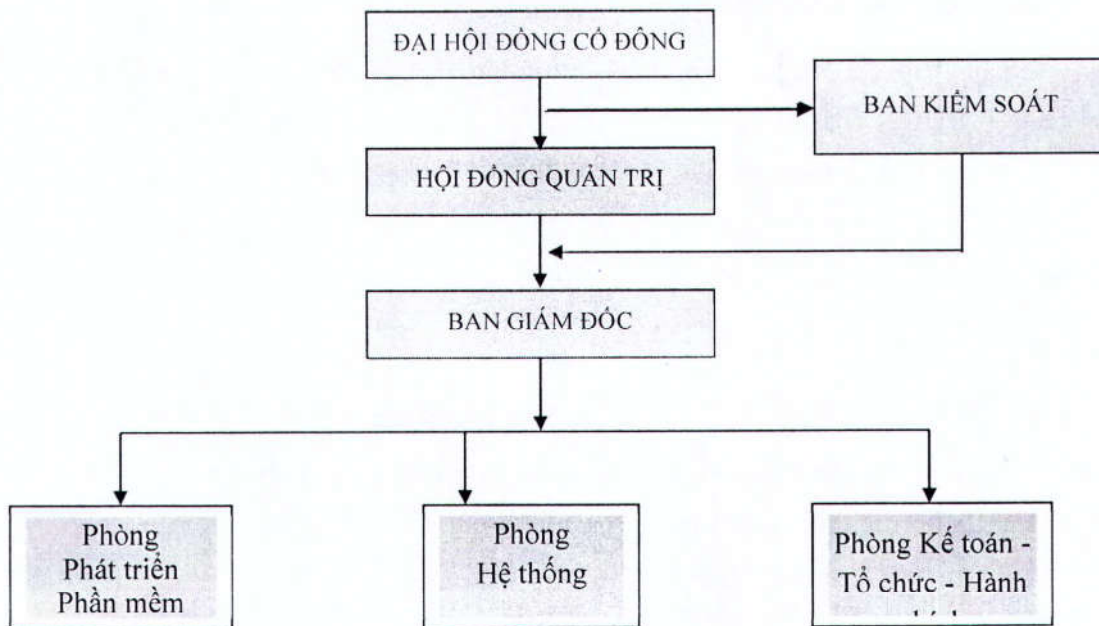 ĐẠI HỘI ĐỒNG CỔ ĐÔNG
BAN KIỂM SOÁT
HỘI ĐỒNG QUẢN TRỊ
BAN GIÁM ĐỐC
Phòng
Phát triển
Phần mềm
Phòng
Hệ thống
Phòng Kế toán -
Tổ chức - Hành